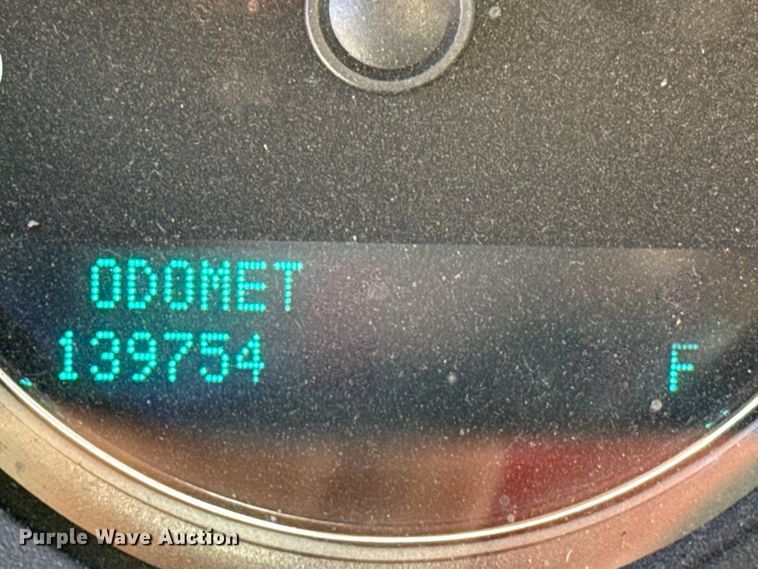 ODOMET
139754 F
Purple Wave Auction